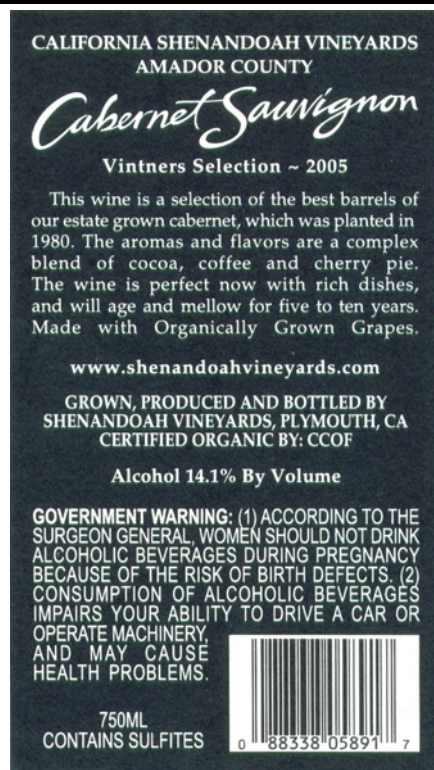 CALIFORNIA SHENANDOAH VINEYARDS
AMADOR COUNTY
Cabernet Sauvignon
Vintners Selection ~ 2005
This wine is a selection of the best barrels of
our estate grown cabernet, which was planted in
1980. The aromas and flavors are a complex
blend of cocoa, coffee and cherry pie.
The wine is perfect now with rich dishes,
and will age and mellow for five to ten years.
Made with Organically Grown Grapes.
www.shenandoahvineyards.com
GROWN, PRODUCED AND BOTTLED BY
SHENANDOAH VINEYARDS, PLYMOUTH, CA
CERTIFIED ORGANIC BY: CCOF
Alcohol 14.1% By Volume
GOVERNMENT WARNING: (1) ACCORDING TO THE
SURGEON GENERAL, WOMEN SHOULD NOT DRINK
ALCOHOLIC BEVERAGES DURING PREGNANCY
BECAUSE OF THE RISK OF BIRTH DEFECTS. (2)
CONSUMPTION OF ALCOHOLIC BEVERAGES
IMPAIRS YOUR ABILITY TO DRIVE A CAR OR
OPERATE MACHINERY,
AND MAY CAUSE
HEALTH PROBLEMS.
750ML
CONTAINS SULFITES
0 88338 05891 7